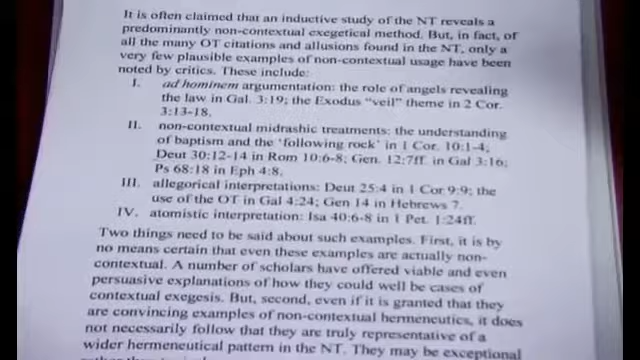 It is often claimed that an inductive study of the NT reveals a
predominantly non-contextual exegetical method. But, in fact, of
all the many OT citations and allusions found in the NT, only a
very few plausible examples of non-contextual usage have been
noted by critics. These include:
I. ad hominem argumentation: the role of angels revealing
the law in Gal. 3:19; the Exodus “veil” theme in 2 Cor.
3:13-18.
II. non-contextual midrashic treatments: the understanding
of baptism and the ‘following rock’ in 1 Cor. 10:1-4;
Deut 30:12-14 in Rom 10:6-8; Gen. 12:7ff. in Gal 3:16;
Ps 68:18 in Eph 4:8.
III. allegorical interpretations: Deut 25:4 in 1 Cor 9:9; the
use of the OT in Gal 4:24; Gen 14 in Hebrews 7.
IV. atomistic interpretation: Isa 40:6-8 in 1 Pet. 1:24ff.
Two things need to be said about such examples. First, it is by
no means certain that even these examples are actually non-
contextual. A number of scholars have offered viable and even
persuasive explanations of how they could well be cases of
contextual exegesis. But, second, even if it is granted that they
are convincing examples of non-contextual hermeneutics, it does
not necessarily follow that they are truly representative of a
wider hermeneutical pattern in the NT. They may be exceptional